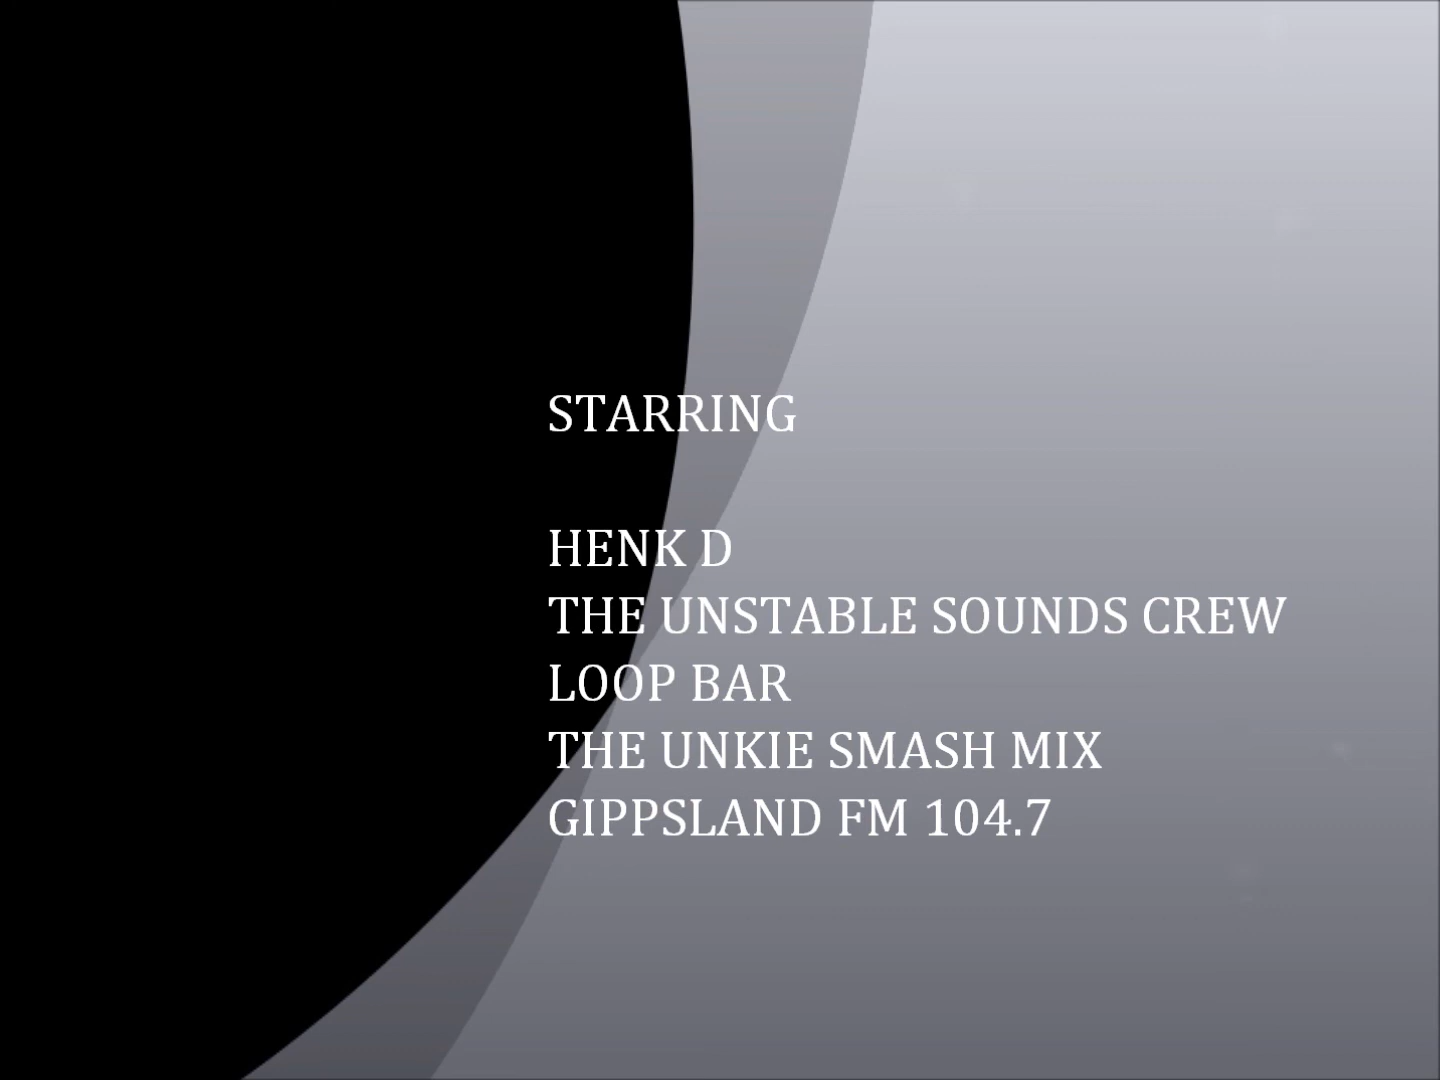 STARRING
HENK D
THE UNSTABLE SOUNDS CREW
LOOP BAR
THE UNKIE SMASH MIX
GIPPSLAND FM 104.7